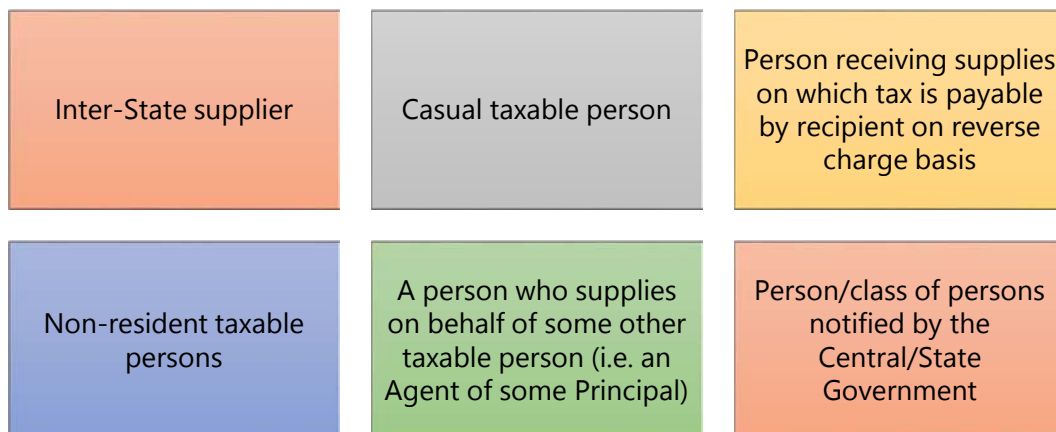 Inter-State supplier
Casual taxable person
Person receiving supplies
on which tax is payable
by recipient on reverse
charge basis
Non-resident taxable
persons
A person who supplies
on behalf of some other
taxable person (i.e. an
Agent of some Principal)
Person/class of persons
notified by the
Central/State
Government